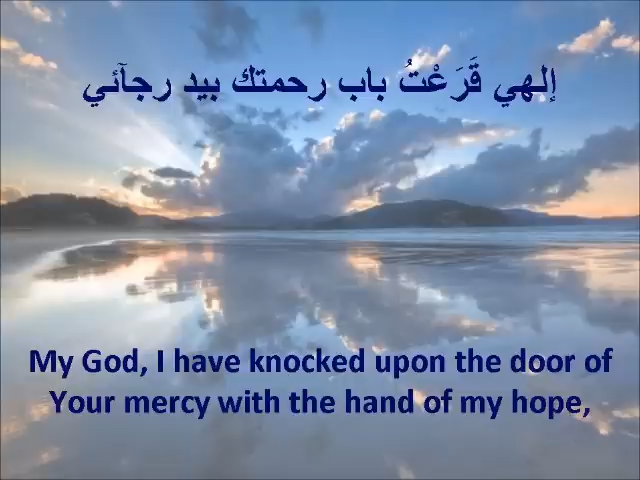 إلهي قَرَعْتُ باب رحمتك بيد رجآئي
My God, I have knocked upon the door of
Your mercy with the hand of my hope,